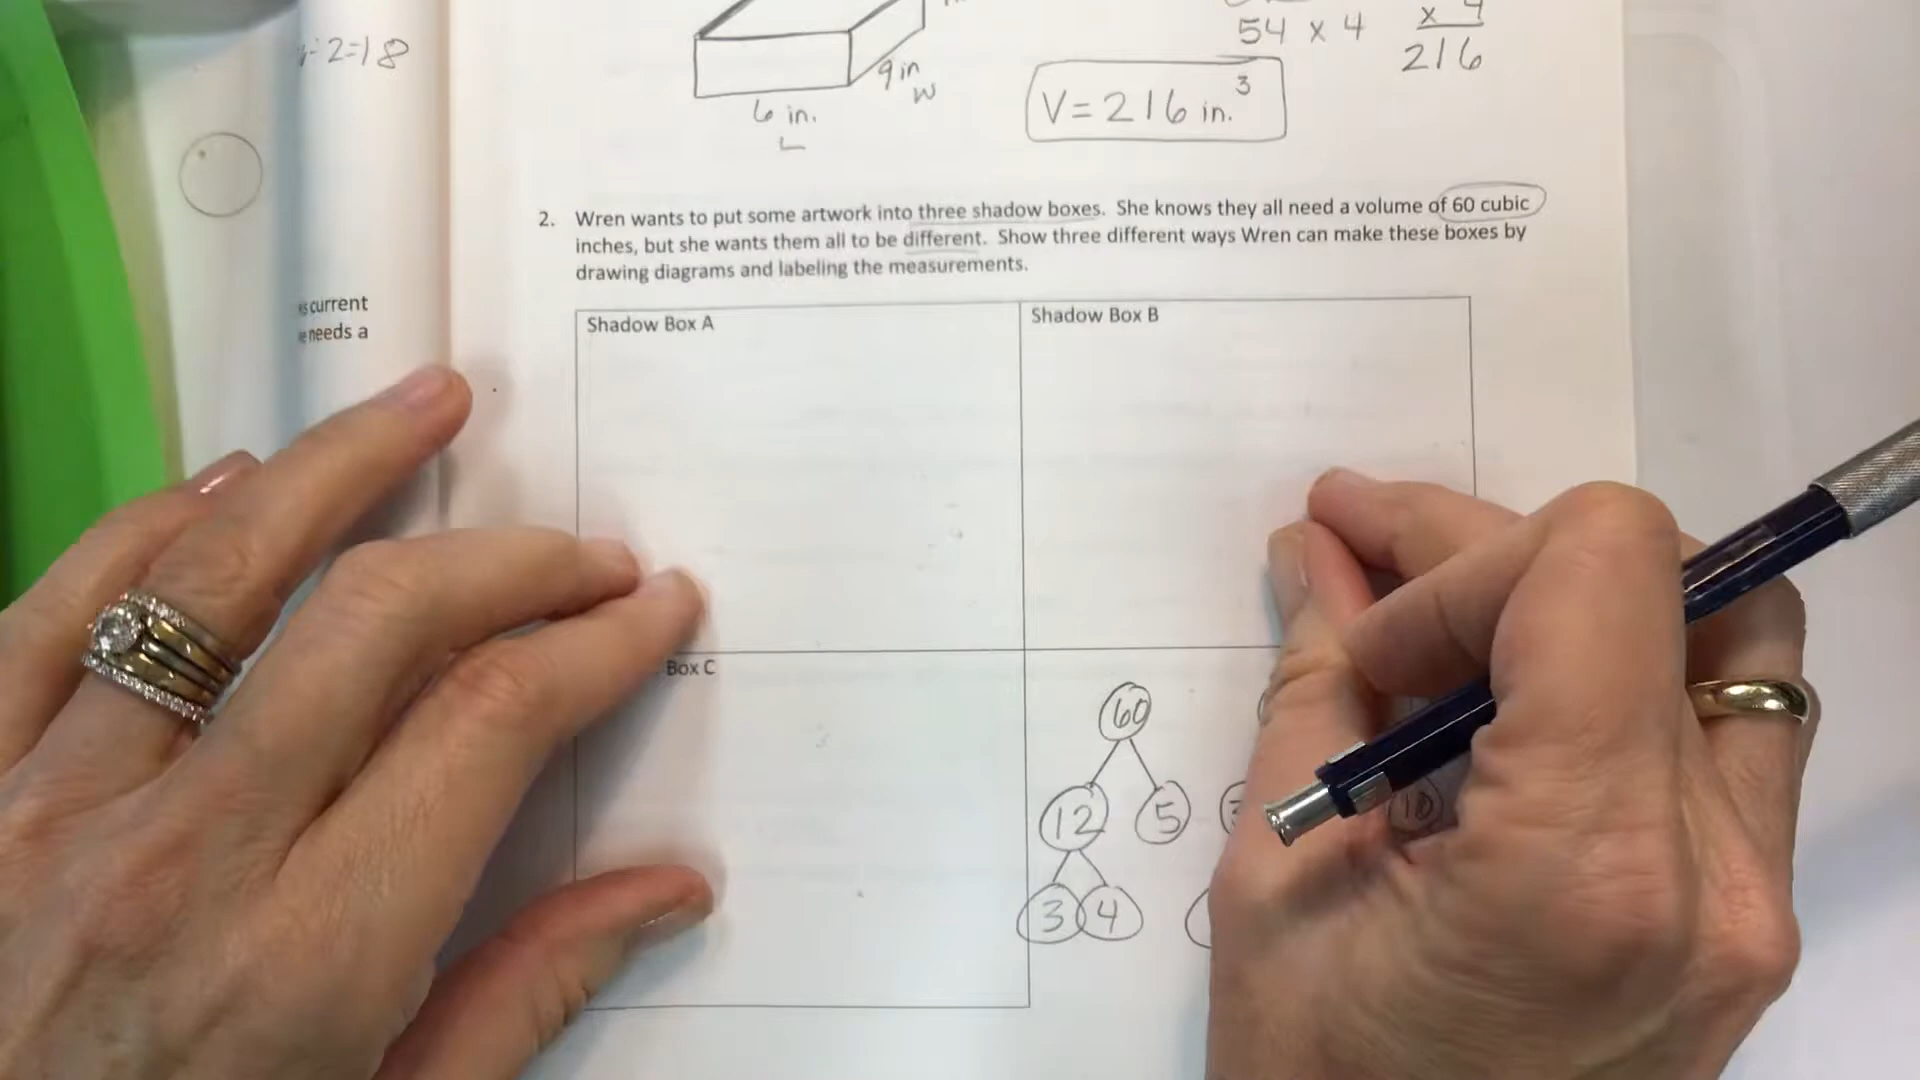 54 x 4
216
2=18
9 in
W
6 in.
L
V=216 in.³
2. Wren wants to put some artwork into three shadow boxes. She knows they all need a volume of 60 cubic
inches, but she wants them all to be different. Show three different ways Wren can make these boxes by
drawing diagrams and labeling the measurements.
current
needs a
Shadow Box A
Shadow Box B
Box C
60
12 5
10
3 4